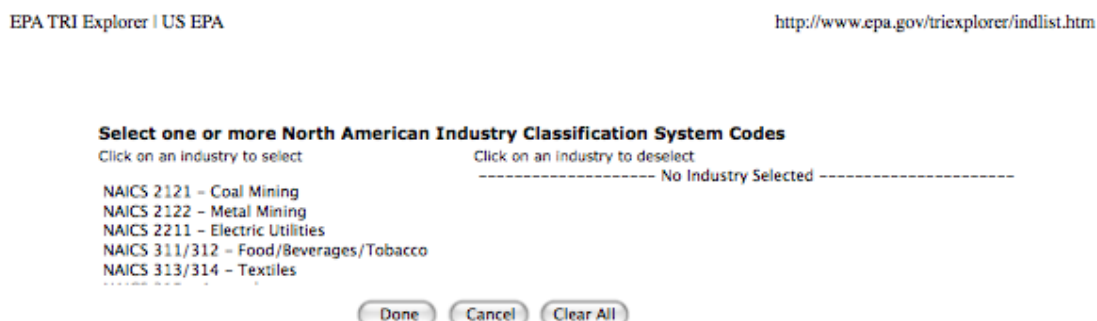 EPA TRI Explorer | US EPA http://www.epa.gov/triexplorer/indlist.htm
Select one or more North American Industry Classification System Codes
Click on an industry to select Click on an industry to deselect
-------------------- No Industry Selected ----------------------
NAICS 2121 – Coal Mining
NAICS 2122 – Metal Mining
NAICS 2211 – Electric Utilities
NAICS 311/312 – Food/Beverages/Tobacco
NAICS 313/314 – Textiles
Done Cancel Clear All